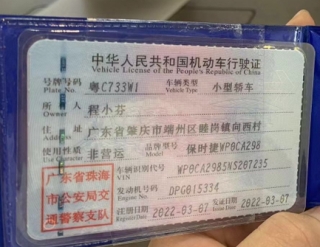 中华人民共和国机动车行驶证
Vehicle License of the People's Republic of China
号牌号码 粤C733W1 车辆类型 小型轿车
Plate No. Vehicle Type
所有人 程小芬
Owner
住址 广东省肇庆市端州区睦岗镇向西村
Address
使用性质 非营运 品牌型号 保时捷WP0CA298
Use Character Model
广东省珠海
市公安局交
通警察支队
车辆识别代号 WP0CA2985NS207235
VIN
发动机号码 DPG015334
Engine No.
注册日期 2022-03-07 发证日期 2022-03-07
Register Date Issue Date